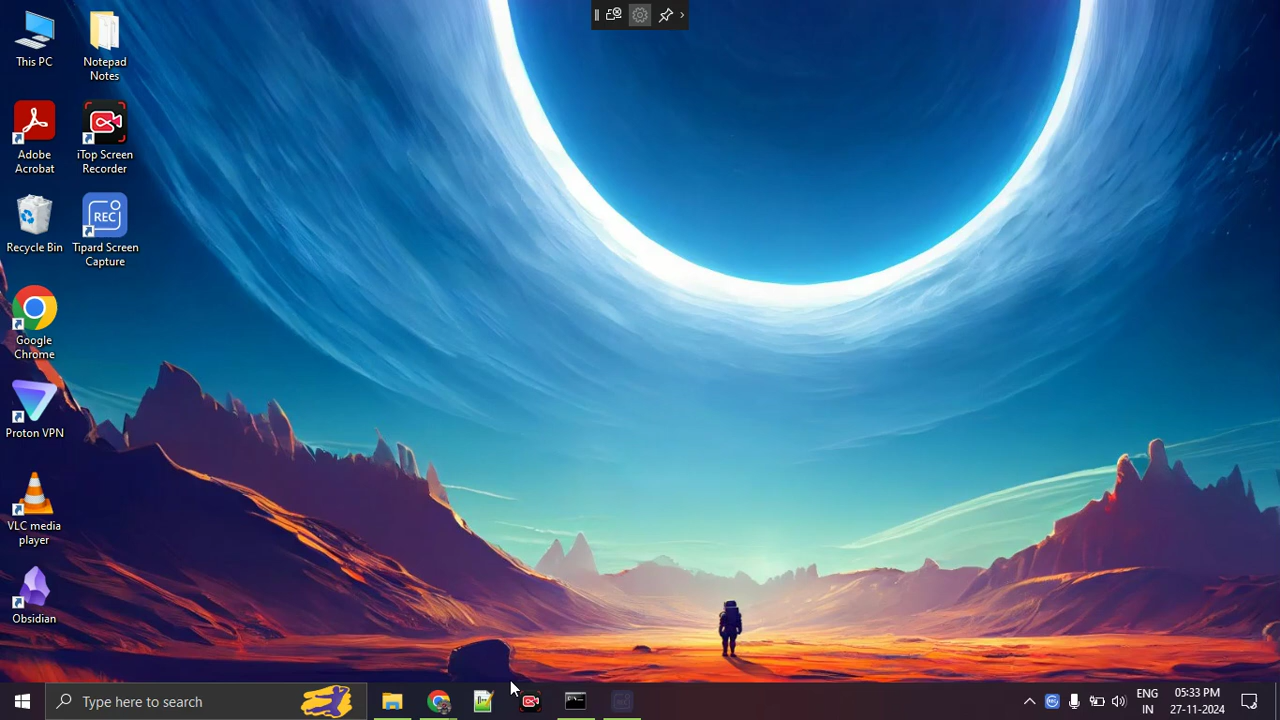 This PC
Notepad
Notes
Adobe
Acrobat
iTop Screen
Recorder
Recycle Bin
REC
Tipard Screen
Capture
Google
Chrome
Proton VPN
VLC media
player
Obsidian
Type here to search
ENG
IN
05:33 PM
27-11-2024